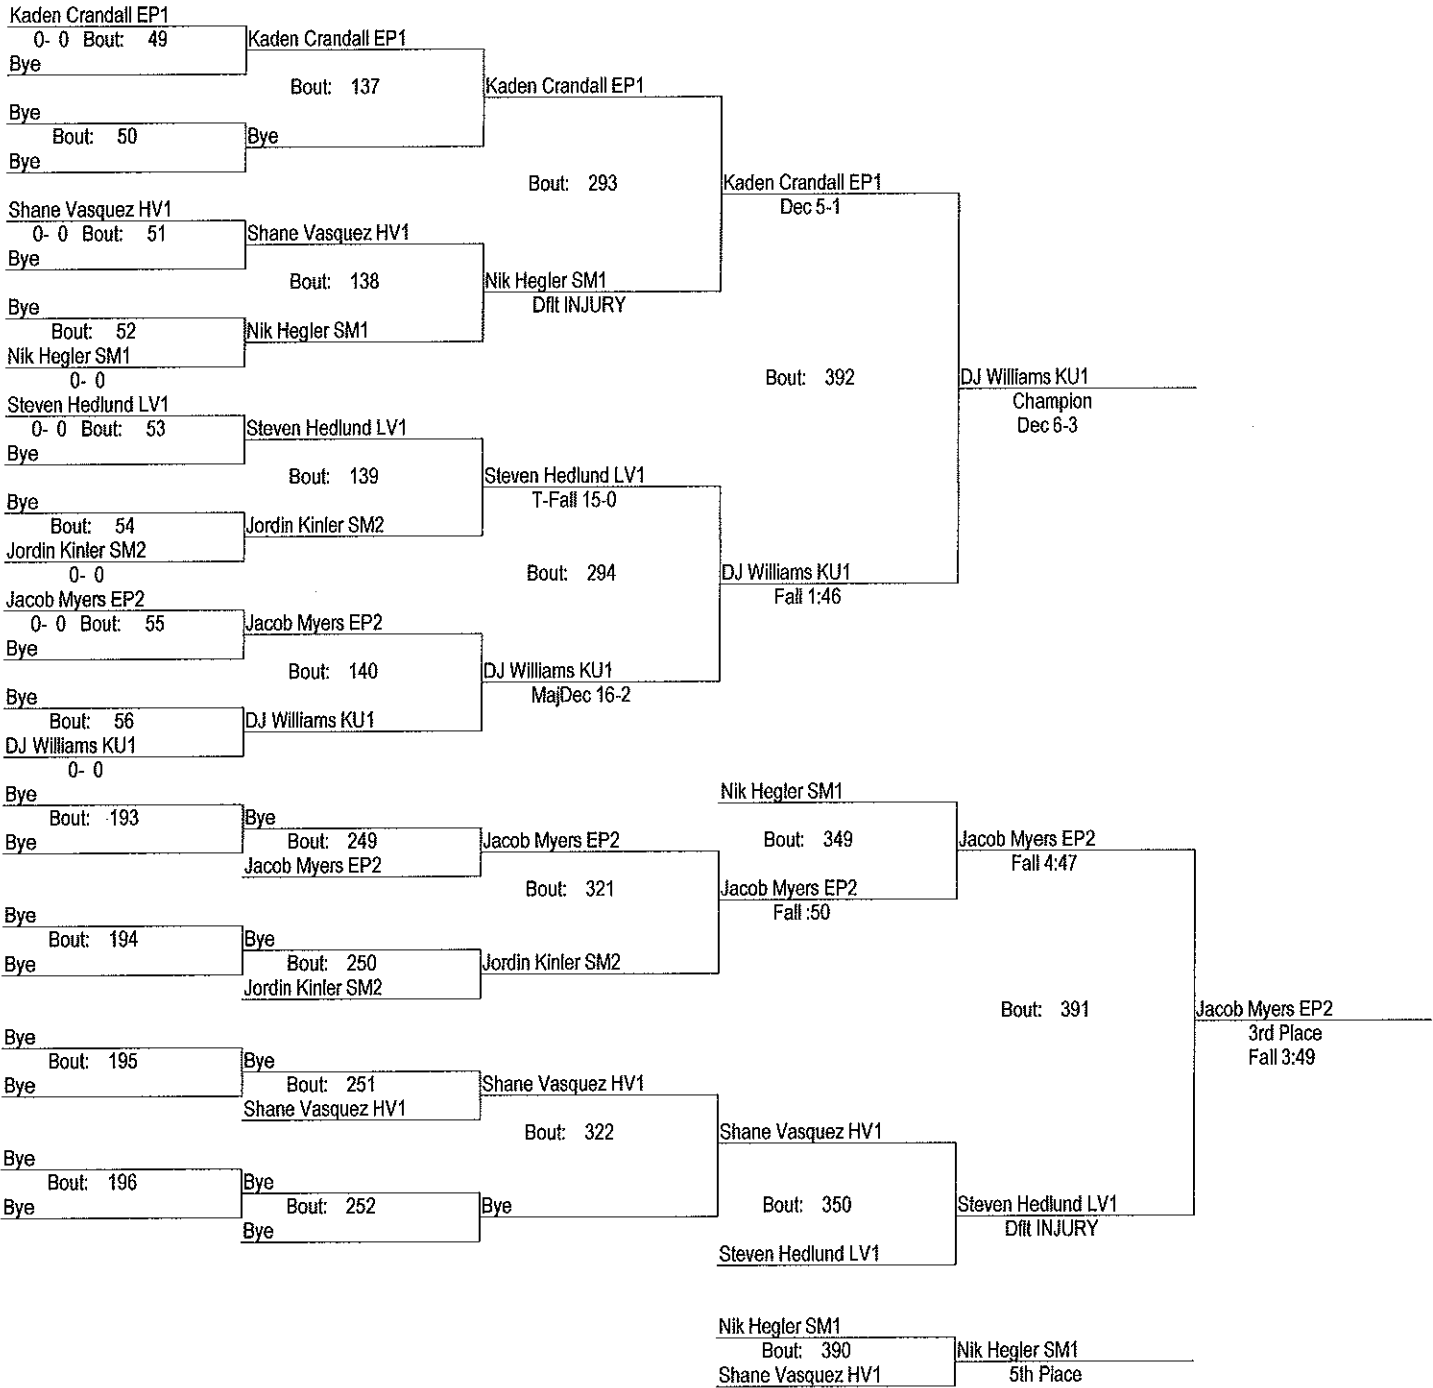 Kaden Crandall EP1
0- 0 Bout: 49
Bye
Kaden Crandall EP1
Bout: 137
Bye
Bout: 50
Bye
Bye
Kaden Crandall EP1
Bout: 293
Shane Vasquez HV1
0- 0 Bout: 51
Bye
Shane Vasquez HV1
Bout: 138
Bye
Bout: 52
Nik Hegler SM1
0- 0
Nik Hegler SM1
Nik Hegler SM1
Dflt INJURY
Kaden Crandall EP1
Dec 5-1
Bout: 392
Steven Hedlund LV1
0- 0 Bout: 53
Bye
Steven Hedlund LV1
Bout: 139
Bye
Bout: 54
Jordin Kinler SM2
0- 0
Jordin Kinler SM2
Steven Hedlund LV1
T-Fall 15-0
Bout: 294
Jacob Myers EP2
0- 0 Bout: 55
Bye
Jacob Myers EP2
Bout: 140
Bye
Bout: 56
DJ Williams KU1
0- 0
DJ Williams KU1
DJ Williams KU1
MajDec 16-2
DJ Williams KU1
Fall 1:46
DJ Williams KU1
Champion
Dec 6-3
Bye
Bout: 193
Bye
Bye
Bout: 249
Jacob Myers EP2
Jacob Myers EP2
Bout: 321
Bye
Bout: 194
Bye
Bye
Bout: 250
Jordin Kinler SM2
Jordin Kinler SM2
Nik Hegler SM1
Bout: 349
Jacob Myers EP2
Fall :50
Jacob Myers EP2
Fall 4:47
Bout: 391
Bye
Bout: 195
Bye
Bye
Bout: 251
Shane Vasquez HV1
Shane Vasquez HV1
Bout: 322
Bye
Bout: 196
Bye
Bye
Bout: 252
Bye
Bye
Shane Vasquez HV1
Bout: 350
Steven Hedlund LV1
Steven Hedlund LV1
Dflt INJURY
Jacob Myers EP2
3rd Place
Fall 3:49
Nik Hegler SM1
Bout: 390
Shane Vasquez HV1
Nik Hegler SM1
5th Place